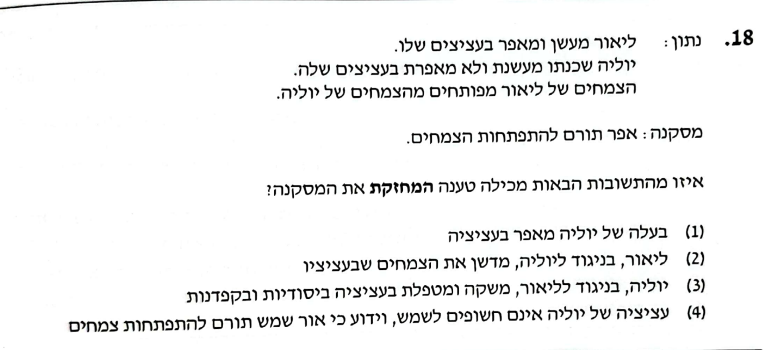 18. נתון: ליאור מעשן ומאפר בעציצים שלו.
יוליה שכנתו מעשנת ולא מאפרת בעציצים שלה.
הצמחים של ליאור מפותחים מהצמחים של יוליה.
מסקנה: אפר תורם להתפתחות הצמחים.
איזו מהתשובות הבאות מכילה טענה המחזקת את המסקנה?
(1) בעלה של יוליה מאפר בעציציה
(2) ליאור, בניגוד ליוליה, מדשן את הצמחים שבעציציו
(3) יוליה, בניגוד לליאור, משקה ומטפלת בעציציה ביסודיות ובקפדנות
(4) עציציה של יוליה אינם חשופים לשמש, וידוע כי אור שמש תורם להתפתחות צמחים